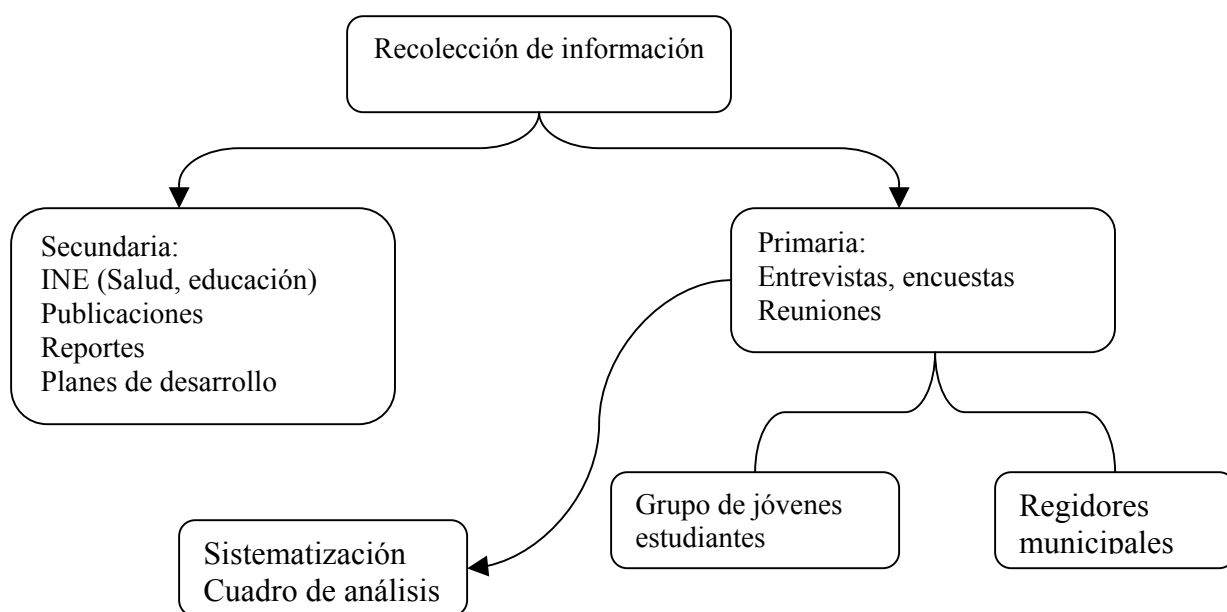 Recolección de información
Secundaria:
INE (Salud, educación)
Publicaciones
Reportes
Planes de desarrollo
Primaria:
Entrevistas, encuestas
Reuniones
Grupo de jóvenes
estudiantes
Regidores
municipales
Sistematización
Cuadro de análisis